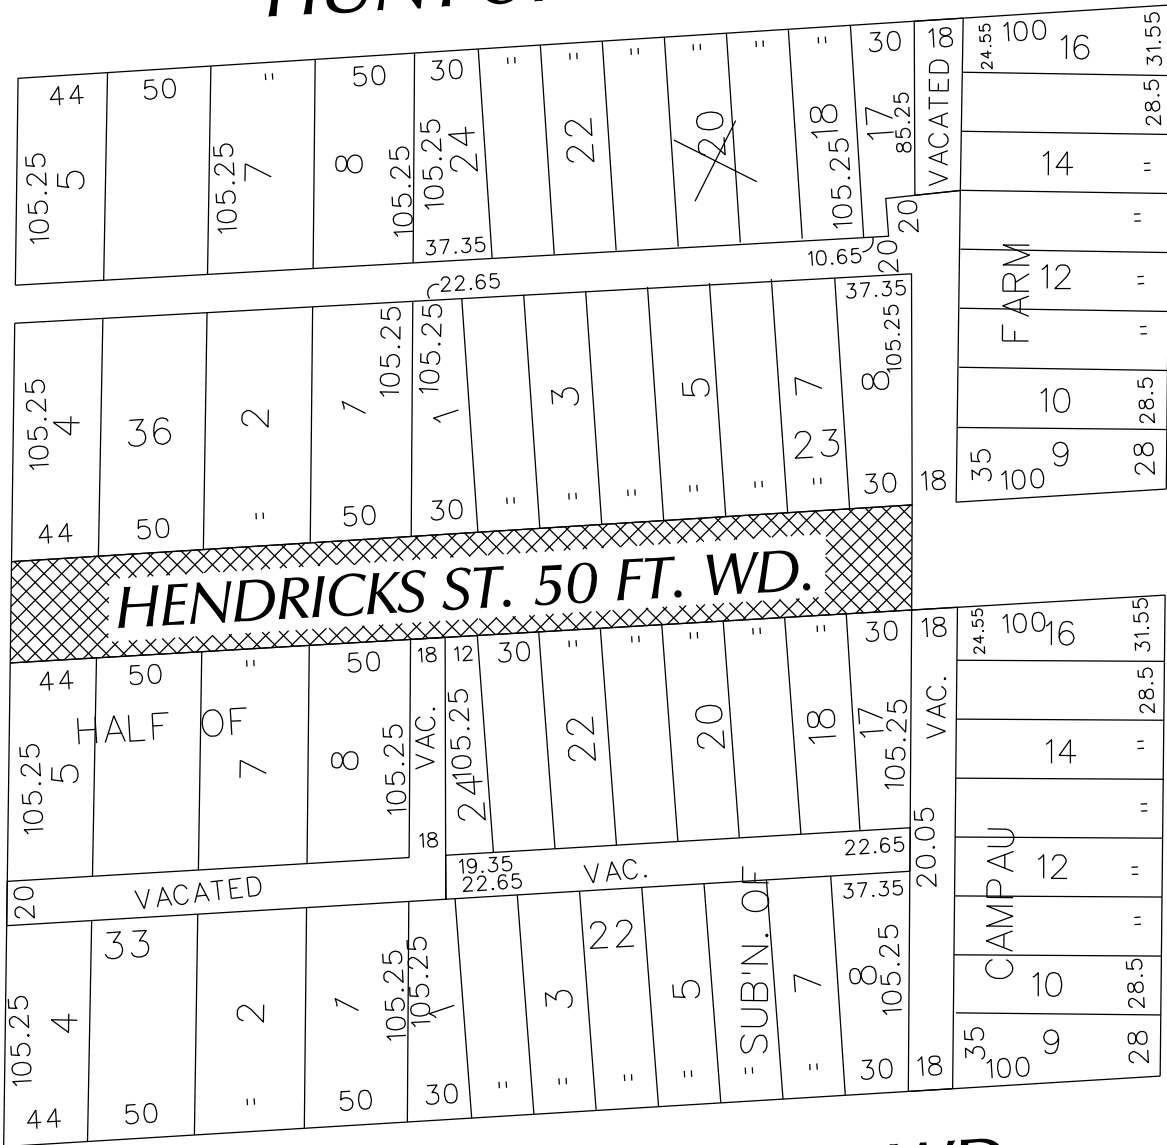 44 50 " 50 30 " " " " " " 30 18 24.55 100 16 31.55
105.25 5 105.25 7 8 105.25 105.25 24 22 20 105.25 18 17 85.25 VACATED 28.5
14 "
37.35 10.65 20 20 "
22.65 37.35 FARM 12 "
105.25 4 36 2 1 105.25 105.25 1 3 5 7 8 105.25 "
23 10 28.5
44 50 " 50 30 " " " " " " 30 18 35 100 9 28
HENDRICKS ST. 50 FT. WD.
44 50 " 50 18 12 30 " " " " " 30 18 24.55 100 16 31.55
HALF OF
105.25 5 7 8 105.25 VAC. 105.25 24 22 20 18 17 105.25 VAC. 28.5
14 "
18 "
20 VACATED 19.35 22.65 VAC. 22.65 20.05 12 "
33 22 37.35 CAMPAU "
105.25 4 2 1 105.25 105.25 1 3 5 SUB'N. OF 7 8 105.25 10 28.5
44 50 " 50 30 " " " " " " 30 18 35 100 9 28